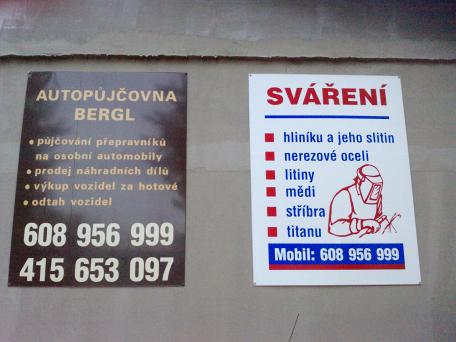 AUTOPŮJČOVNA
BERGL
• půjčování přepravníků
na osobní automobily
• prodej náhradních dílů
• výkup vozidel za hotové
• odtah vozidel
608 956 999
415 653 097
SVÁŘENÍ
hliníku a jeho slitin
nerezové oceli
litiny
mědi
stříbra
titanu
Mobil: 608 956 999